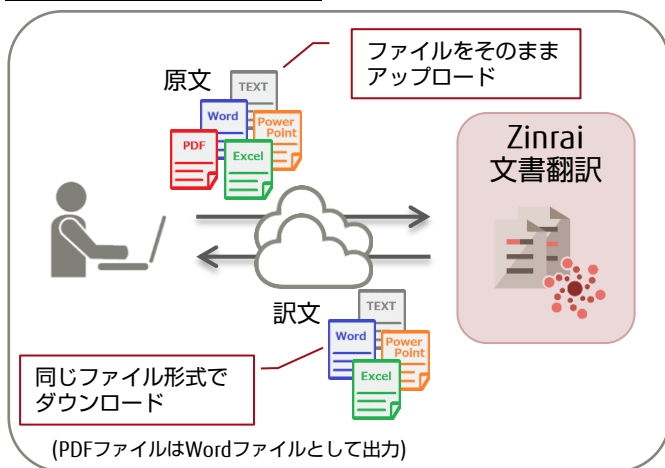 ファイルをそのまま
アップロード
原文
TEXT
Word
Power
Point
PDF
Excel
Zinrai
文書翻訳
訳文
TEXT
Word
Power
Point
Excel
同じファイル形式で
ダウンロード
(PDFファイルはWordファイルとして出力)